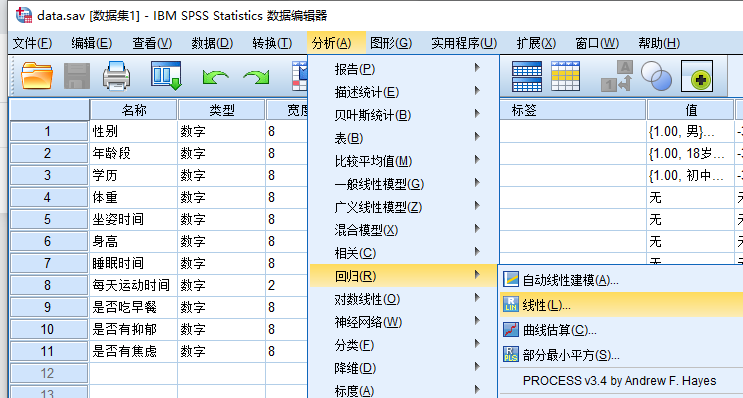 data.sav [数据集1] - IBM SPSS Statistics 数据编辑器
文件(F) 编辑(E) 查看(V) 数据(D) 转换(T) 分析(A) 图形(G) 实用程序(U) 扩展(X) 窗口(W) 帮助(H)
名称 类型 宽度 标签 值
1 性别 数字 8 {1.00, 男}...
2 年龄段 数字 8 {1.00, 18岁...
3 学历 数字 8 {1.00, 初中...
4 体重 数字 8 无 无
5 坐姿时间 数字 8 无 无
6 身高 数字 8 无 无
7 睡眠时间 数字 8 无 无
8 每天运动时间 数字 2
9 是否吃早餐 数字 8
10 是否有抑郁 数字 8
11 是否有焦虑 数字 8
12
13
报告(P)
描述统计(E)
贝叶斯统计(B)
表(B)
比较平均值(M)
一般线性模型(G)
广义线性模型(Z)
混合模型(X)
相关(C)
回归(R)
对数线性(O)
神经网络(W)
分类(F)
降维(D)
标度(A)
自动线性建模(A)...
线性(L)...
曲线估算(C)...
部分最小平方(S)...
PROCESS v3.4 by Andrew F. Hayes